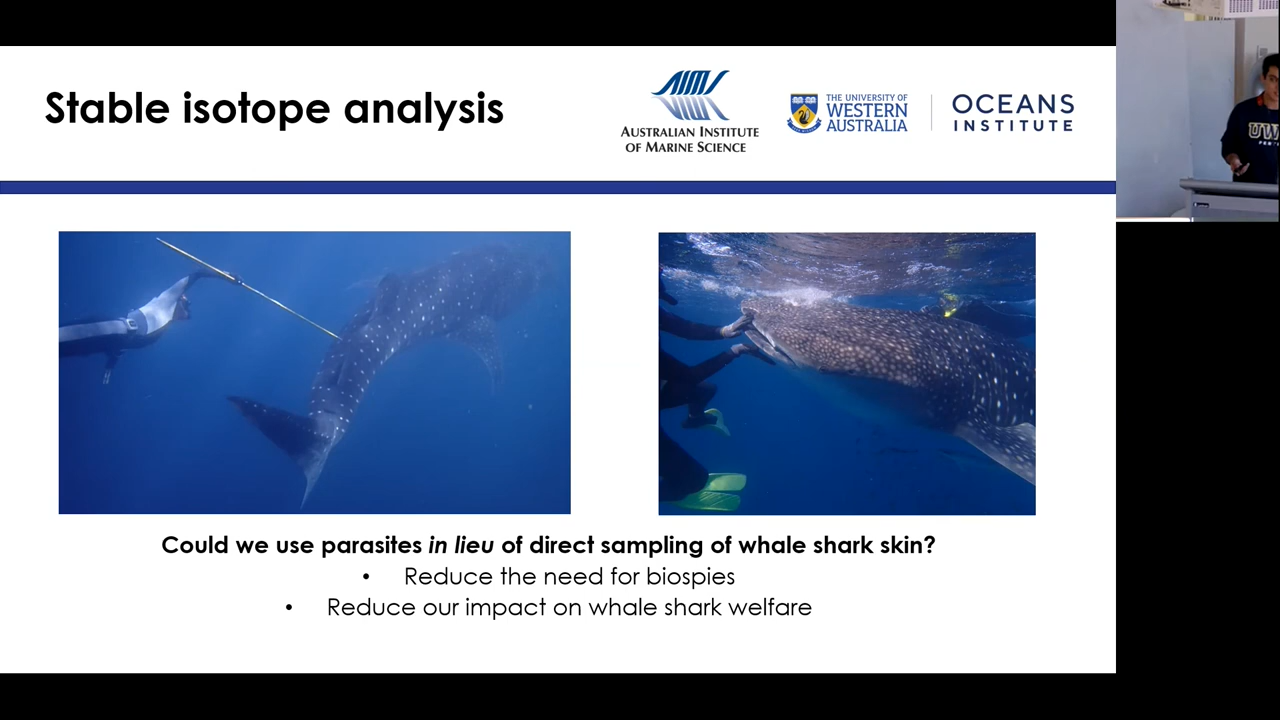 Stable isotope analysis
AIMS
AUSTRALIAN INSTITUTE
OF MARINE SCIENCE
THE UNIVERSITY OF
WESTERN
AUSTRALIA
OCEANS
INSTITUTE
Could we use parasites in lieu of direct sampling of whale shark skin?
• Reduce the need for biospies
• Reduce our impact on whale shark welfare